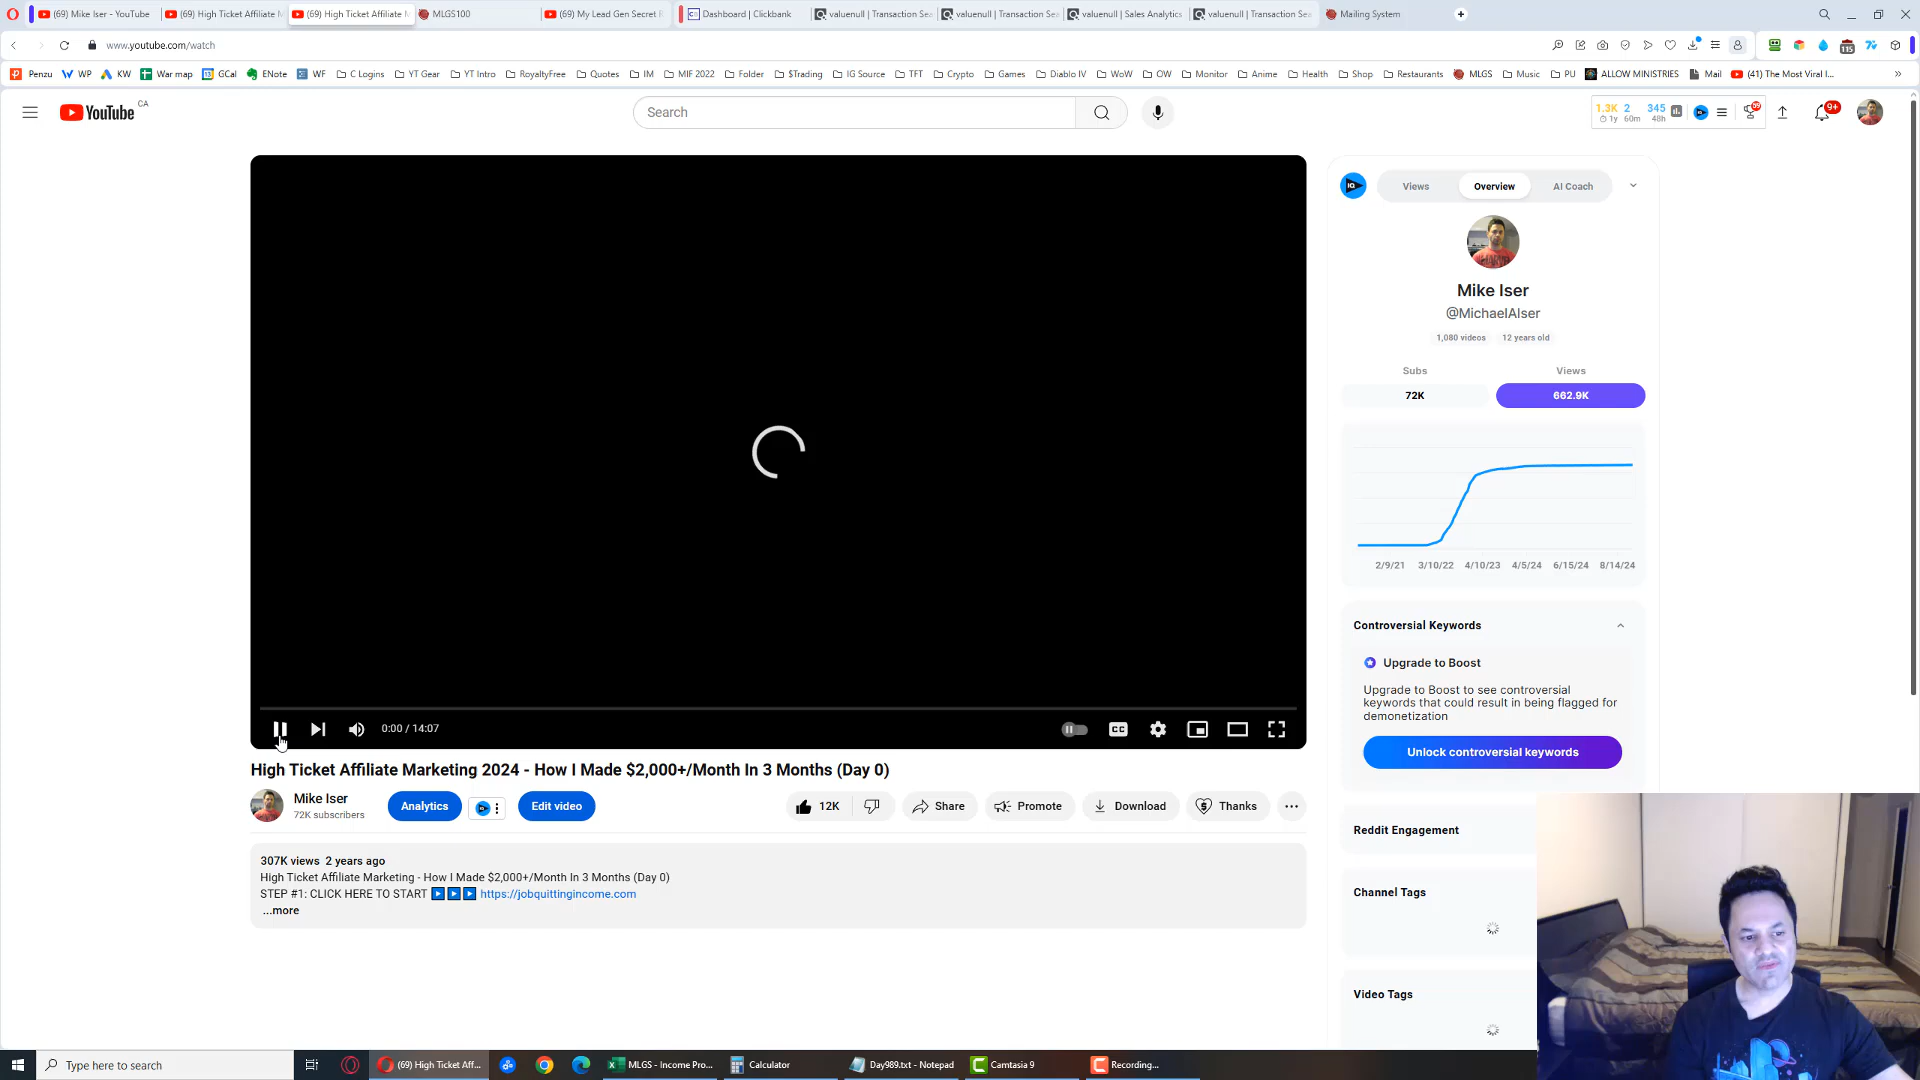 (69) Mike Iser - YouTube
(69) High Ticket Affiliate M
(69) High Ticket Affiliate M
MLGS100
(69) My Lead Gen Secret R
Dashboard | Clickbank
valuenull | Transaction Sea
valuenull | Transaction Sea
valuenull | Sales Analytics
valuenull | Transaction Sea
Mailing System
www.youtube.com/watch
115
Penzu WP KW War map GCal ENote WF C Logins YT Gear YT Intro RoyaltyFree Quotes IM MIF 2022 Folder $Trading IG Source TFT Crypto Games Diablo IV WoW OW Monitor Anime Health Shop Restaurants MLGS Music PU ALLOW MINISTRIES Mail (41) The Most Viral I...
YouTube CA
Search
1.3K 2 345
1y 60m 48h
9+
Views Overview AI Coach
Mike Iser
@MichaelAIser
1,080 videos 12 years old
Subs Views
72K 662.9K
2/9/21 3/10/22 4/10/23 4/5/24 6/15/24 8/14/24
Controversial Keywords
Upgrade to Boost
Upgrade to Boost to see controversial
keywords that could result in being flagged for
demonetization
Unlock controversial keywords
Reddit Engagement
Channel Tags
Video Tags
0:00 / 14:07
CC
High Ticket Affiliate Marketing 2024 - How I Made $2,000+/Month In 3 Months (Day 0)
Mike Iser
72K subscribers
Analytics
Edit video
12K
Share
Promote
Download
Thanks
307K views 2 years ago
High Ticket Affiliate Marketing - How I Made $2,000+/Month In 3 Months (Day 0)
STEP #1: CLICK HERE TO START https://jobquittingincome.com
...more
Type here to search
(69) High Ticket Aff...
MLGS - Income Pro...
Calculator
Day989.txt - Notepad
Camtasia 9
Recording...